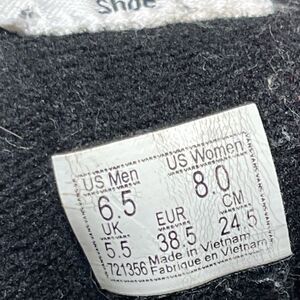 Shoe
US Men US Women
6.5 8.0
UK EUR CM
5.5 38.5 24.5
721356 Made in Vietnam
Fabriqué en Vietnam